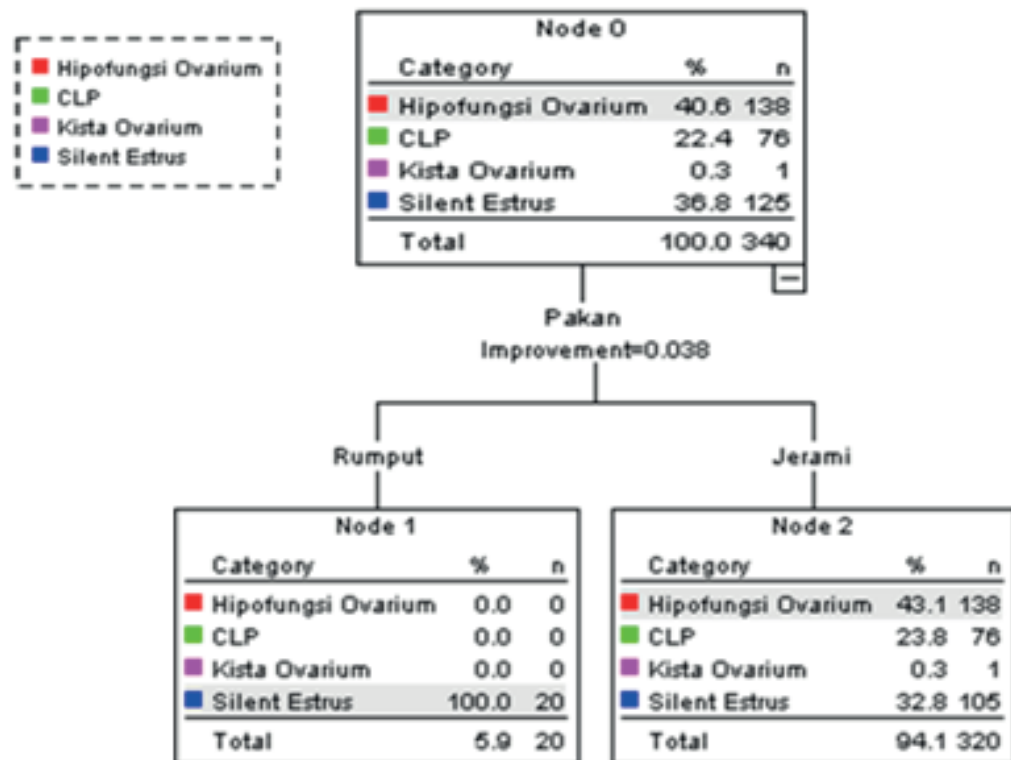 Hipofungsi Ovarium
CLP
Kista Ovarium
Silent Estrus
Node 0
Category % n
Hipofungsi Ovarium 40.6 138
CLP 22.4 76
Kista Ovarium 0.3 1
Silent Estrus 36.8 125
Total 100.0 340
Pakan
Improvement=0.038
Rumput
Jerami
Node 1
Category % n
Hipofungsi Ovarium 0.0 0
CLP 0.0 0
Kista Ovarium 0.0 0
Silent Estrus 100.0 20
Total 5.9 20
Node 2
Category % n
Hipofungsi Ovarium 43.1 138
CLP 23.8 76
Kista Ovarium 0.3 1
Silent Estrus 32.8 105
Total 94.1 320